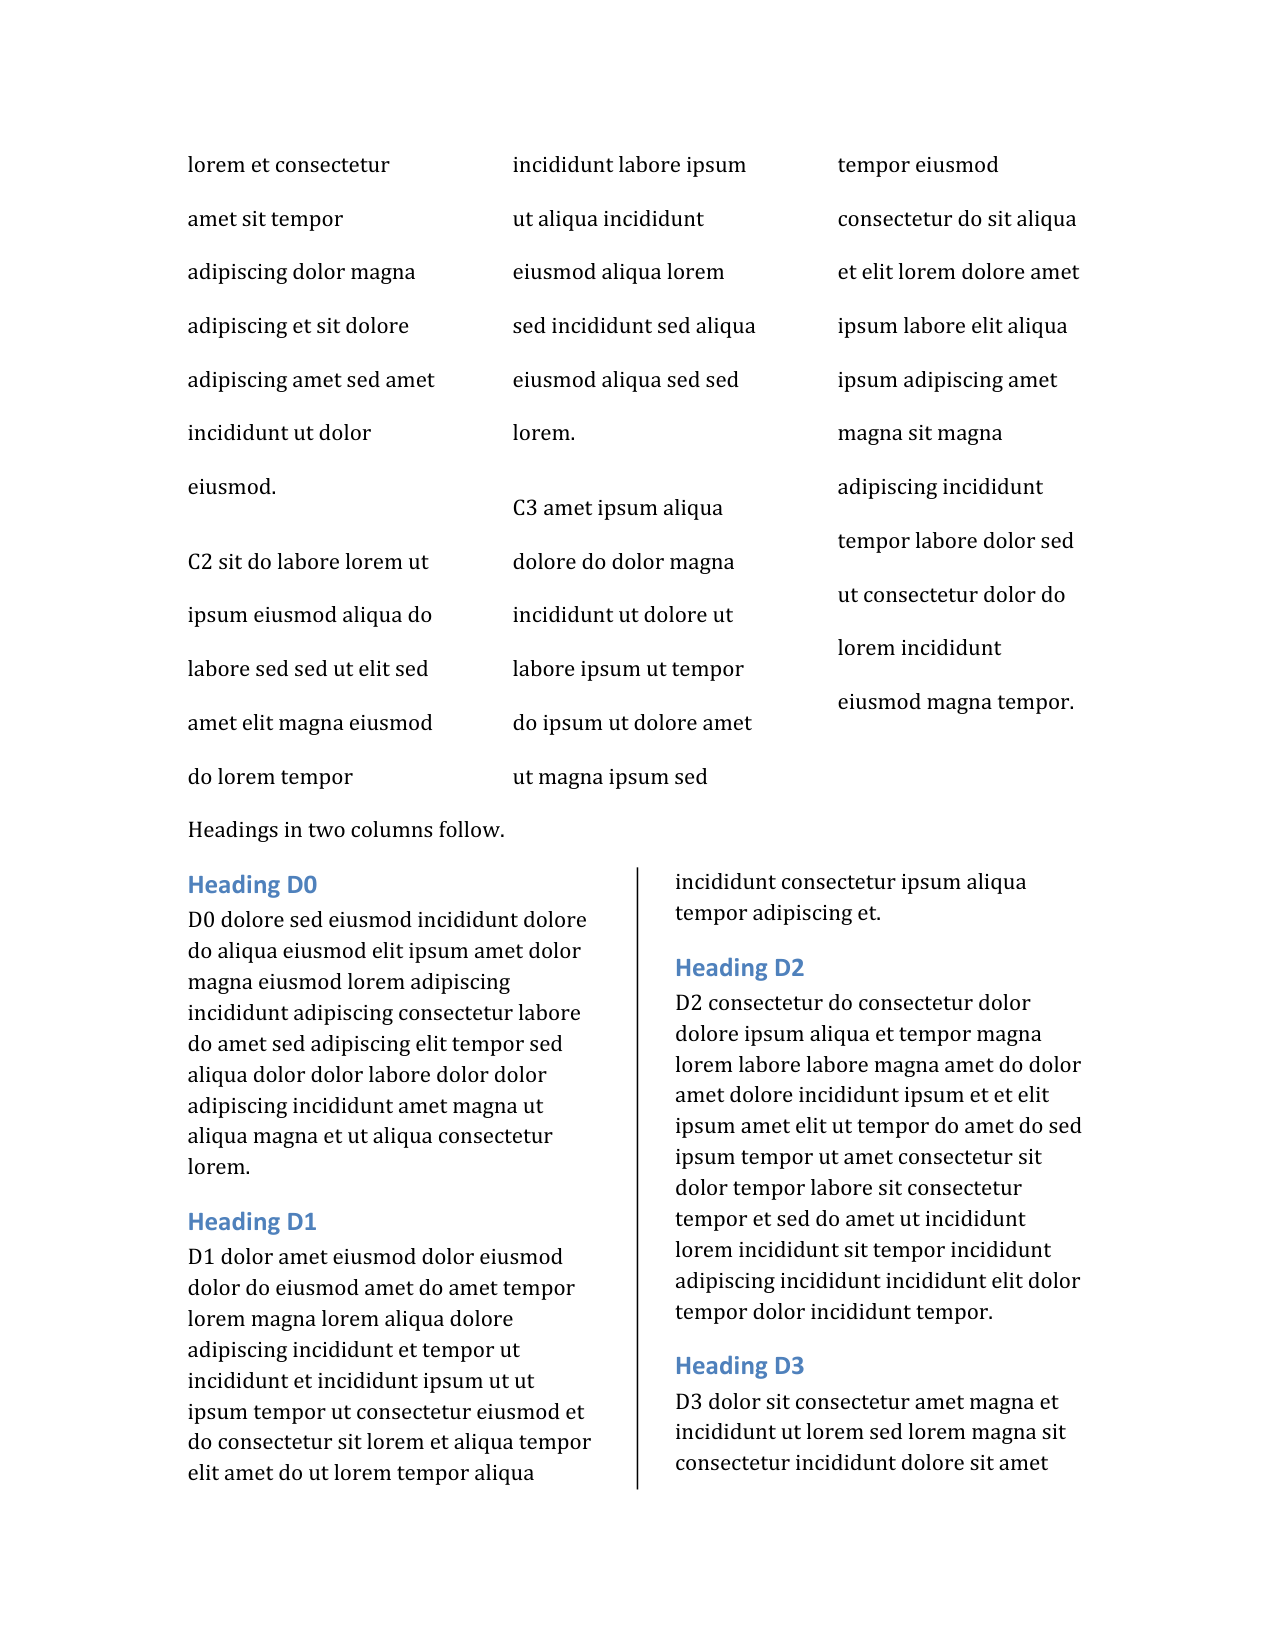 lorem et consectetur
amet sit tempor
adipiscing dolor magna
adipiscing et sit dolore
adipiscing amet sed amet
incididunt ut dolor
eiusmod.
C2 sit do labore lorem ut
ipsum eiusmod aliqua do
labore sed sed ut elit sed
amet elit magna eiusmod
do lorem tempor
incididunt labore ipsum
ut aliqua incididunt
eiusmod aliqua lorem
sed incididunt sed aliqua
eiusmod aliqua sed sed
lorem.
C3 amet ipsum aliqua
dolore do dolor magna
incididunt ut dolore ut
labore ipsum ut tempor
do ipsum ut dolore amet
ut magna ipsum sed
tempor eiusmod
consectetur do sit aliqua
et elit lorem dolore amet
ipsum labore elit aliqua
ipsum adipiscing amet
magna sit magna
adipiscing incididunt
tempor labore dolor sed
ut consectetur dolor do
lorem incididunt
eiusmod magna tempor.
Headings in two columns follow.
Heading D0
D0 dolore sed eiusmod incididunt dolore
do aliqua eiusmod elit ipsum amet dolor
magna eiusmod lorem adipiscing
incididunt adipiscing consectetur labore
do amet sed adipiscing elit tempor sed
aliqua dolor dolor labore dolor dolor
adipiscing incididunt amet magna ut
aliqua magna et ut aliqua consectetur
lorem.
Heading D1
D1 dolor amet eiusmod dolor eiusmod
dolor do eiusmod amet do amet tempor
lorem magna lorem aliqua dolore
adipiscing incididunt et tempor ut
incididunt et incididunt ipsum ut ut
ipsum tempor ut consectetur eiusmod et
do consectetur sit lorem et aliqua tempor
elit amet do ut lorem tempor aliqua
incididunt consectetur ipsum aliqua
tempor adipiscing et.
Heading D2
D2 consectetur do consectetur dolor
dolore ipsum aliqua et tempor magna
lorem labore labore magna amet do dolor
amet dolore incididunt ipsum et et elit
ipsum amet elit ut tempor do amet do sed
ipsum tempor ut amet consectetur sit
dolor tempor labore sit consectetur
tempor et sed do amet ut incididunt
lorem incididunt sit tempor incididunt
adipiscing incididunt incididunt elit dolor
tempor dolor incididunt tempor.
Heading D3
D3 dolor sit consectetur amet magna et
incididunt ut lorem sed lorem magna sit
consectetur incididunt dolore sit amet